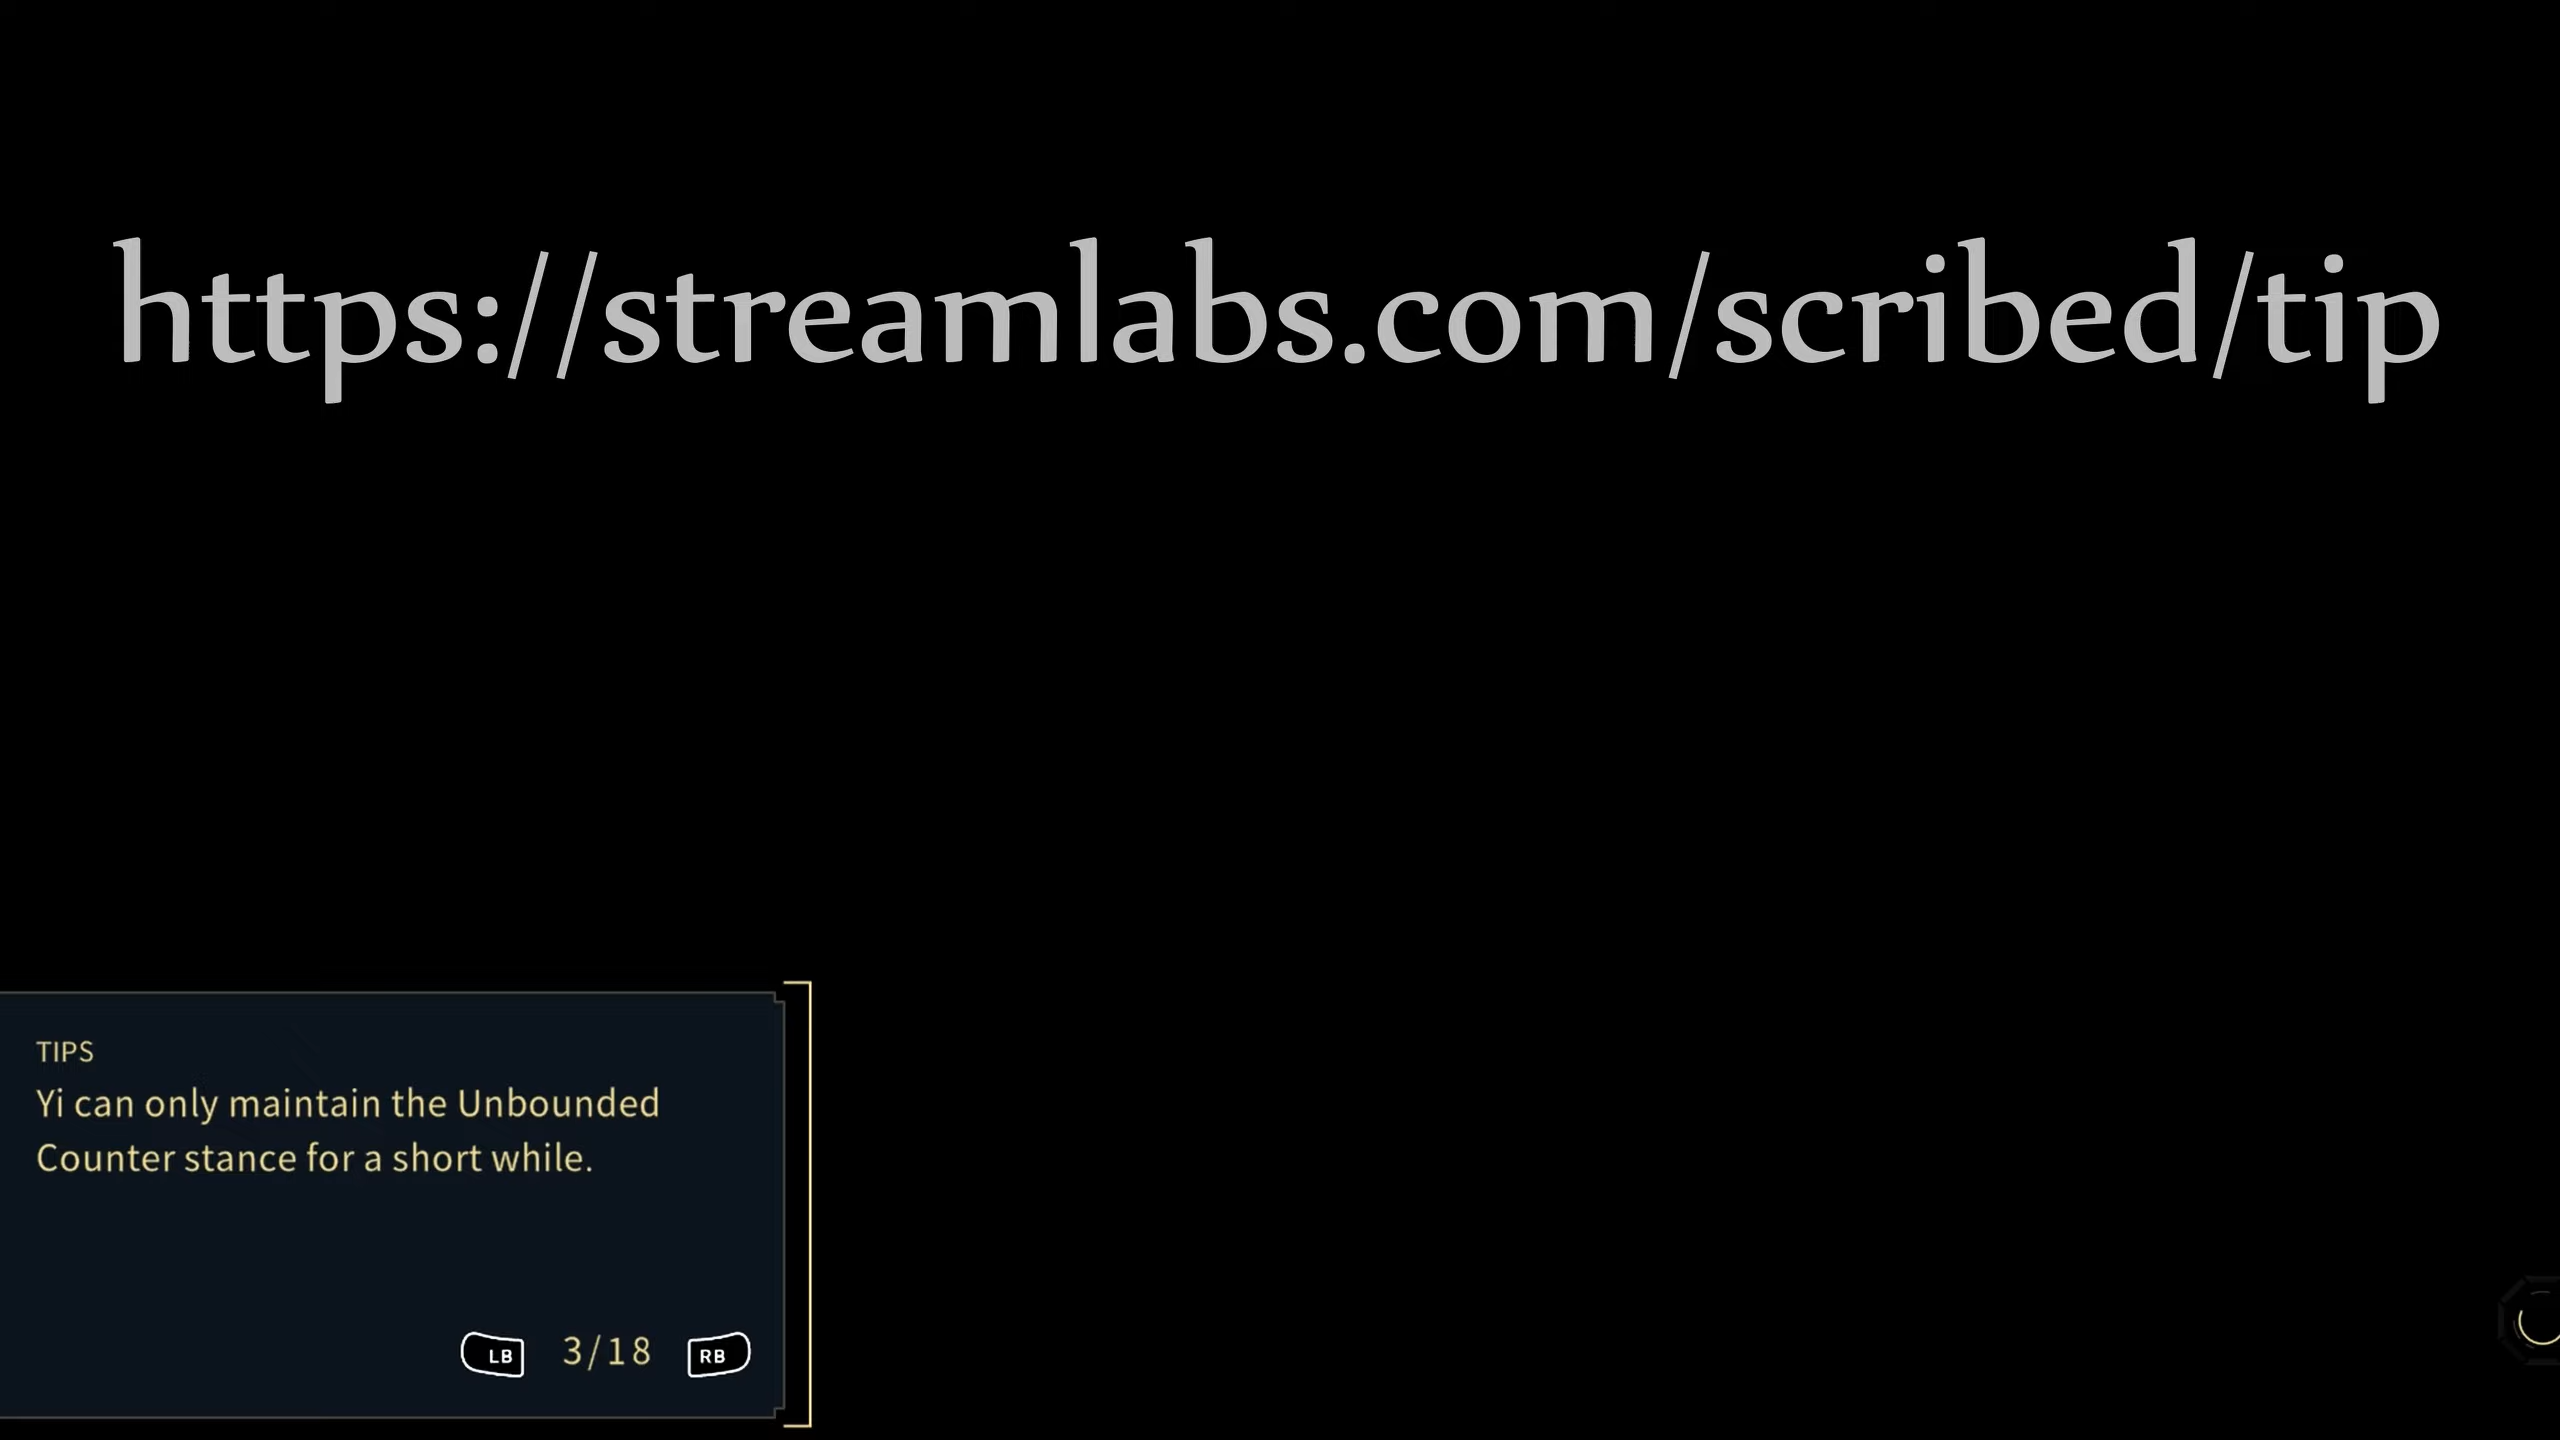 https://streamlabs.com/scribed/tip
TIPS
Yi can only maintain the Unbounded
Counter stance for a short while.
LB 3/18 RB